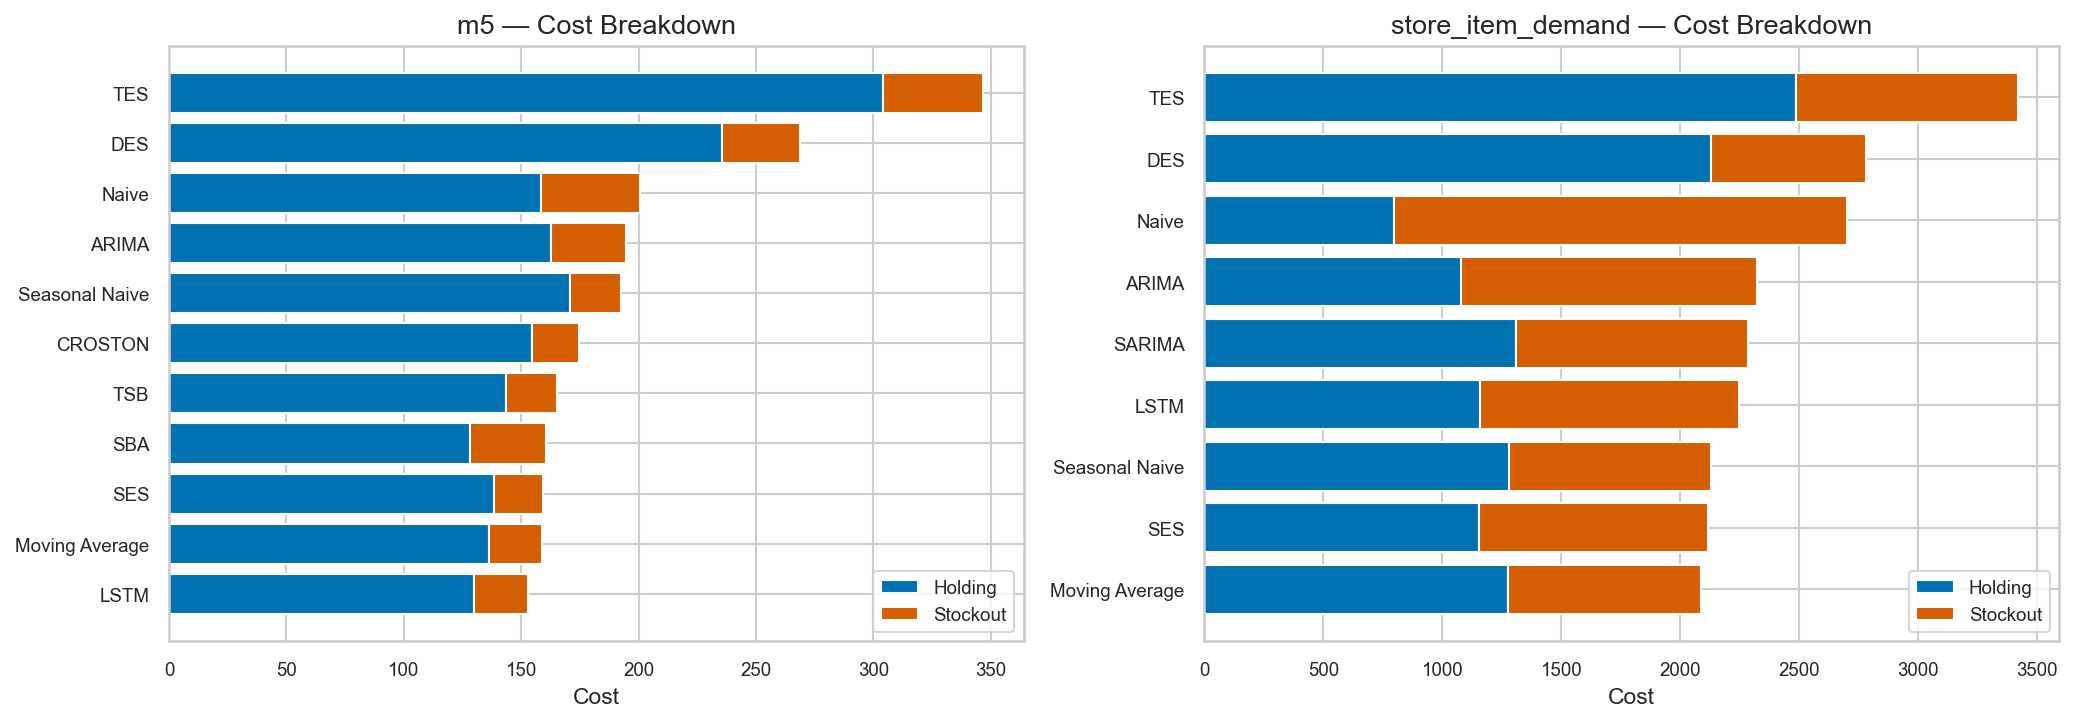 m5 — Cost Breakdown
TES
DES
Naive
ARIMA
Seasonal Naive
CROSTON
TSB
SBA
SES
Moving Average
LSTM
Holding
Stockout
0 50 100 150 200 250 300 350
Cost
store_item_demand — Cost Breakdown
TES
DES
Naive
ARIMA
SARIMA
LSTM
Seasonal Naive
SES
Moving Average
Holding
Stockout
0 500 1000 1500 2000 2500 3000 3500
Cost